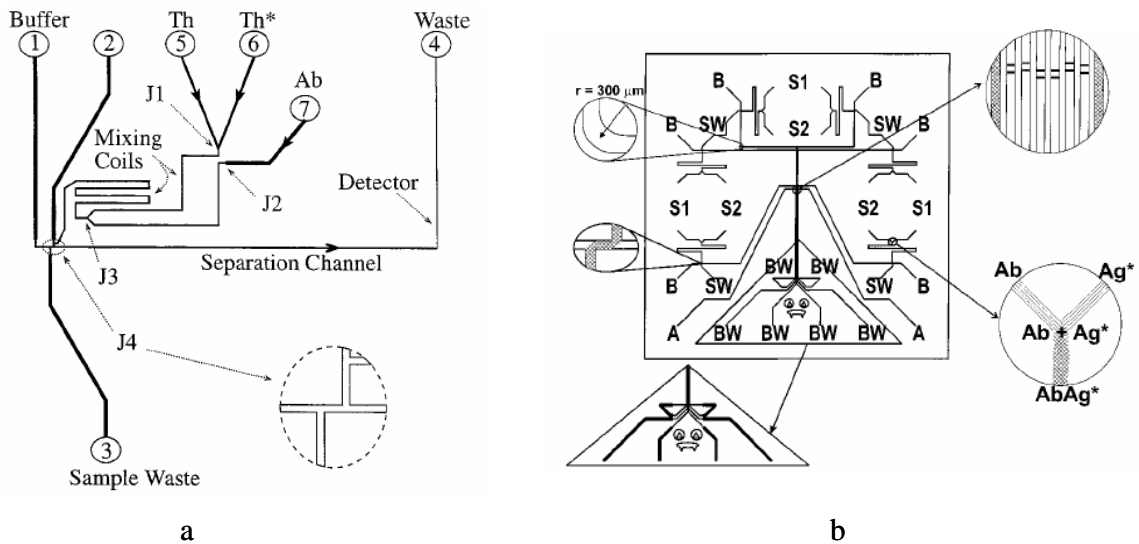 Buffer
1
2
Th
5
Th*
6
Waste
4
Ab
7
J1
Mixing
Coils
J2
Detector
J3
Separation Channel
J4
3
Sample Waste
a
r = 300 µm
B
S1
B
B
SW
S2
SW
B
S1
S2
S2
S1
B
SW
BW
BW
SW
B
A
BW
BW
BW
BW
A
Ab
Ag*
Ab + Ag*
AbAg*
b